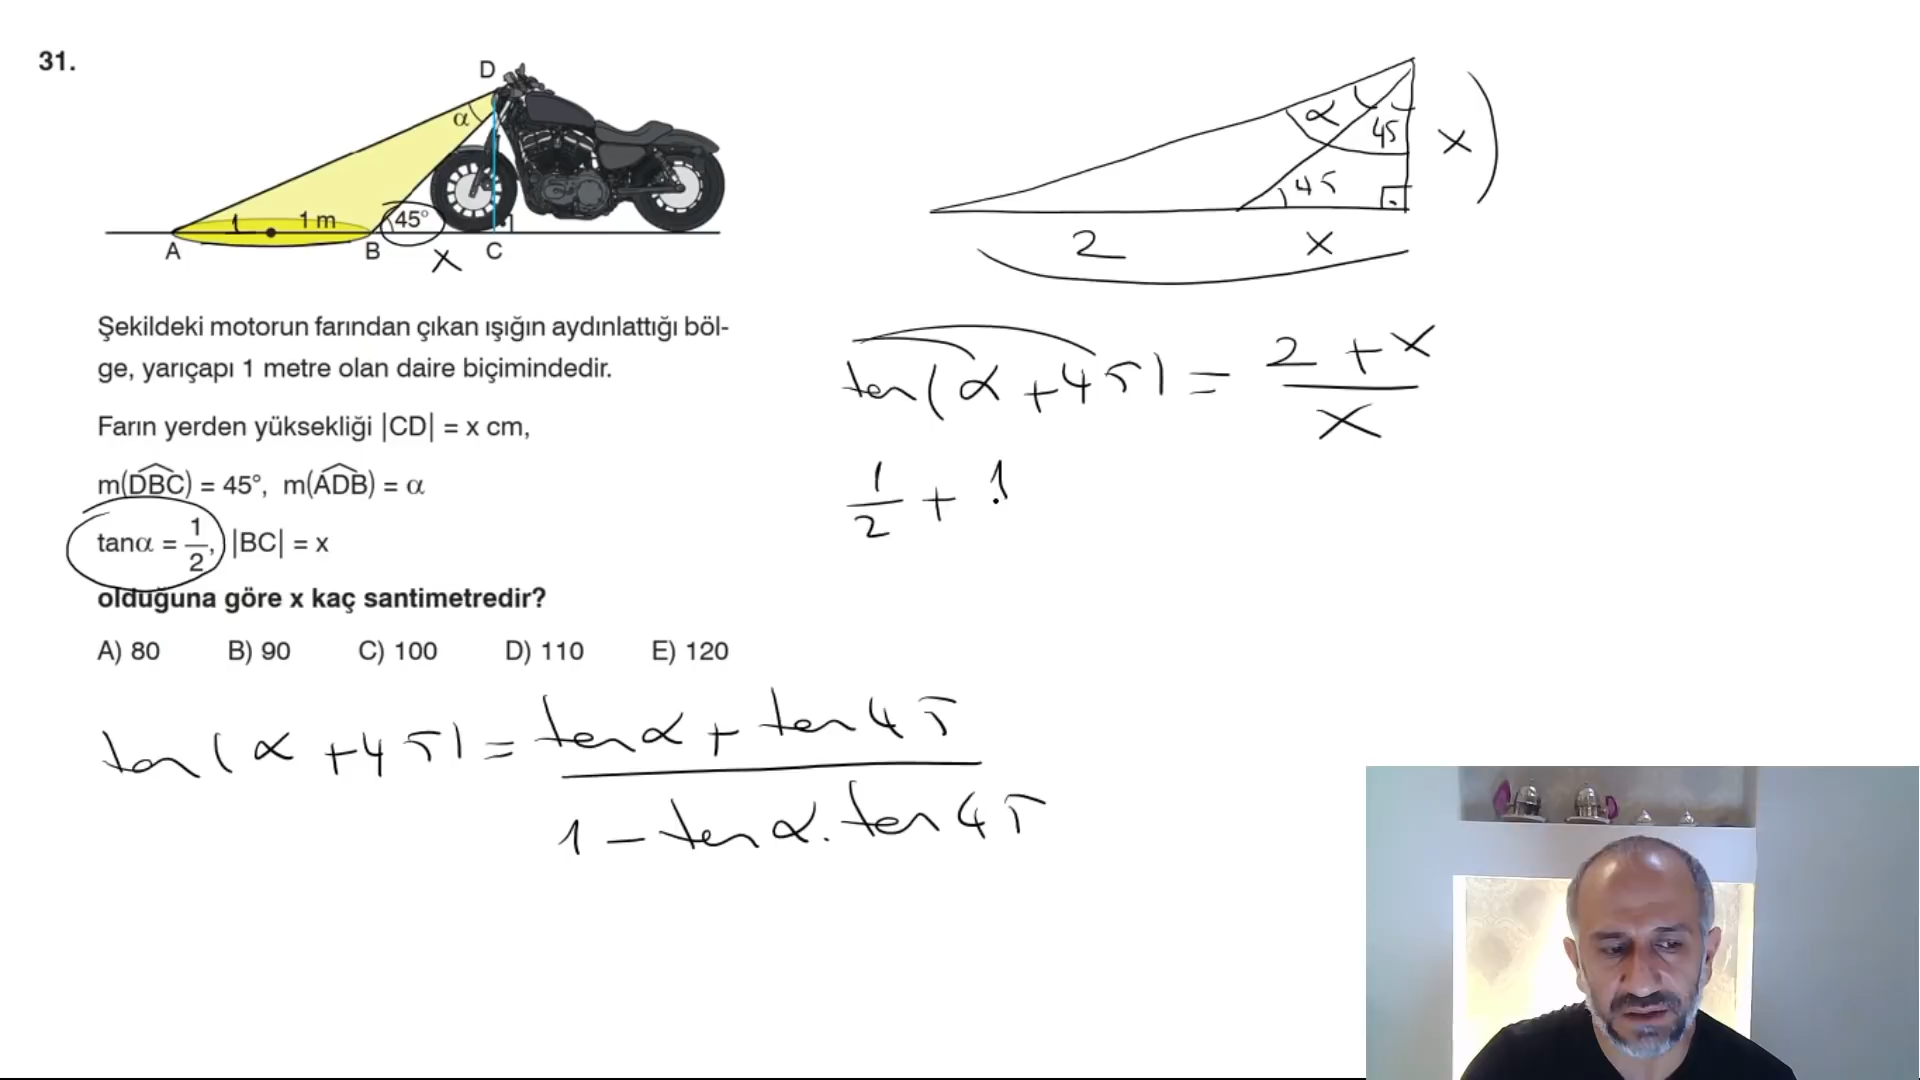 31.
D
α
1
1 m
45°
A
B
x
C
Şekildeki motorun farından çıkan ışığın aydınlattığı böl-
ge, yarıçapı 1 metre olan daire biçimindedir.
Farın yerden yüksekliği |CD| = x cm,
m(DBC) = 45°, m(ADB) = α
tanα = 1/2, |BC| = x
olduğuna göre x kaç santimetredir?
A) 80 B) 90 C) 100 D) 110 E) 120
tan(α+45) = tanα + tan45
1 - tanα.tan45
α
45
x
45
2
x
tan(α+45) = 2+x
x
1/2 + 1